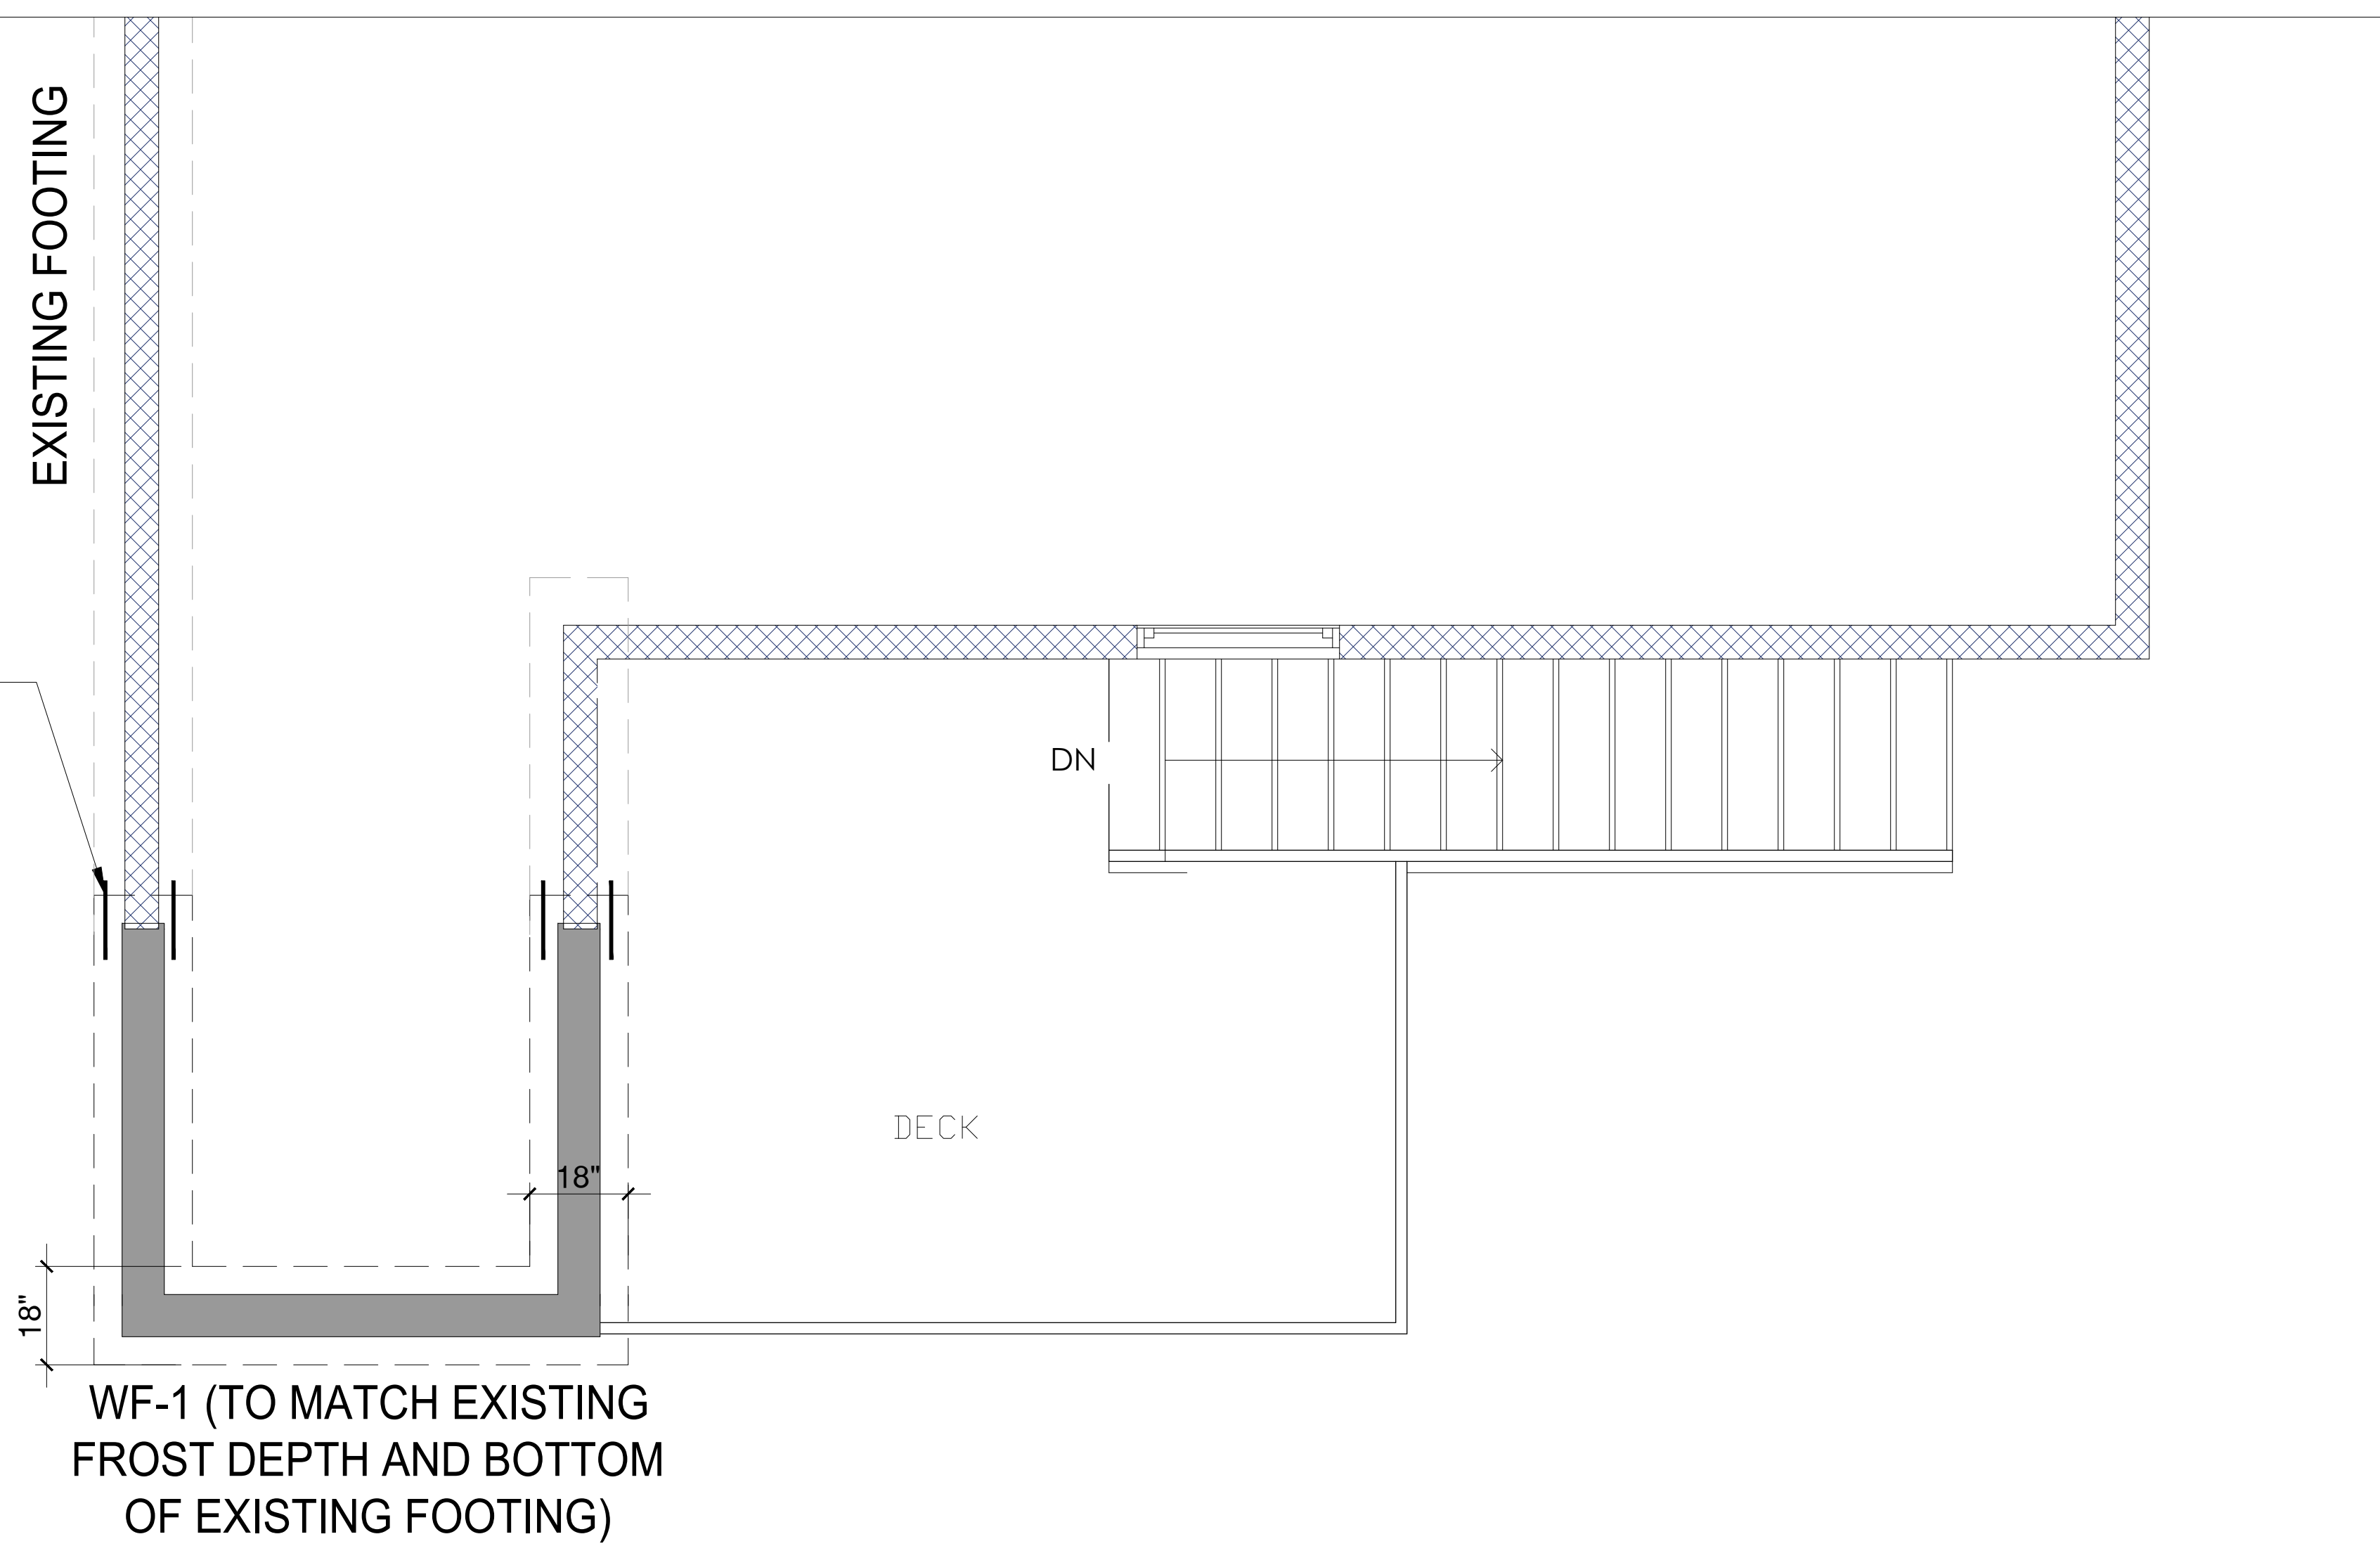 EXISTING FOOTING
DN
DECK
18"
18"
WF-1 (TO MATCH EXISTING
FROST DEPTH AND BOTTOM
OF EXISTING FOOTING)